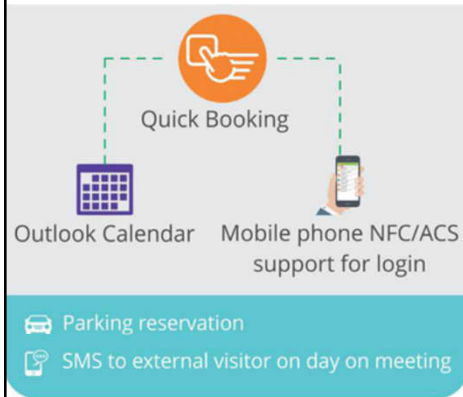 Quick Booking
Outlook Calendar
Mobile phone NFC/ACS
support for login
Parking reservation
SMS to external visitor on day on meeting